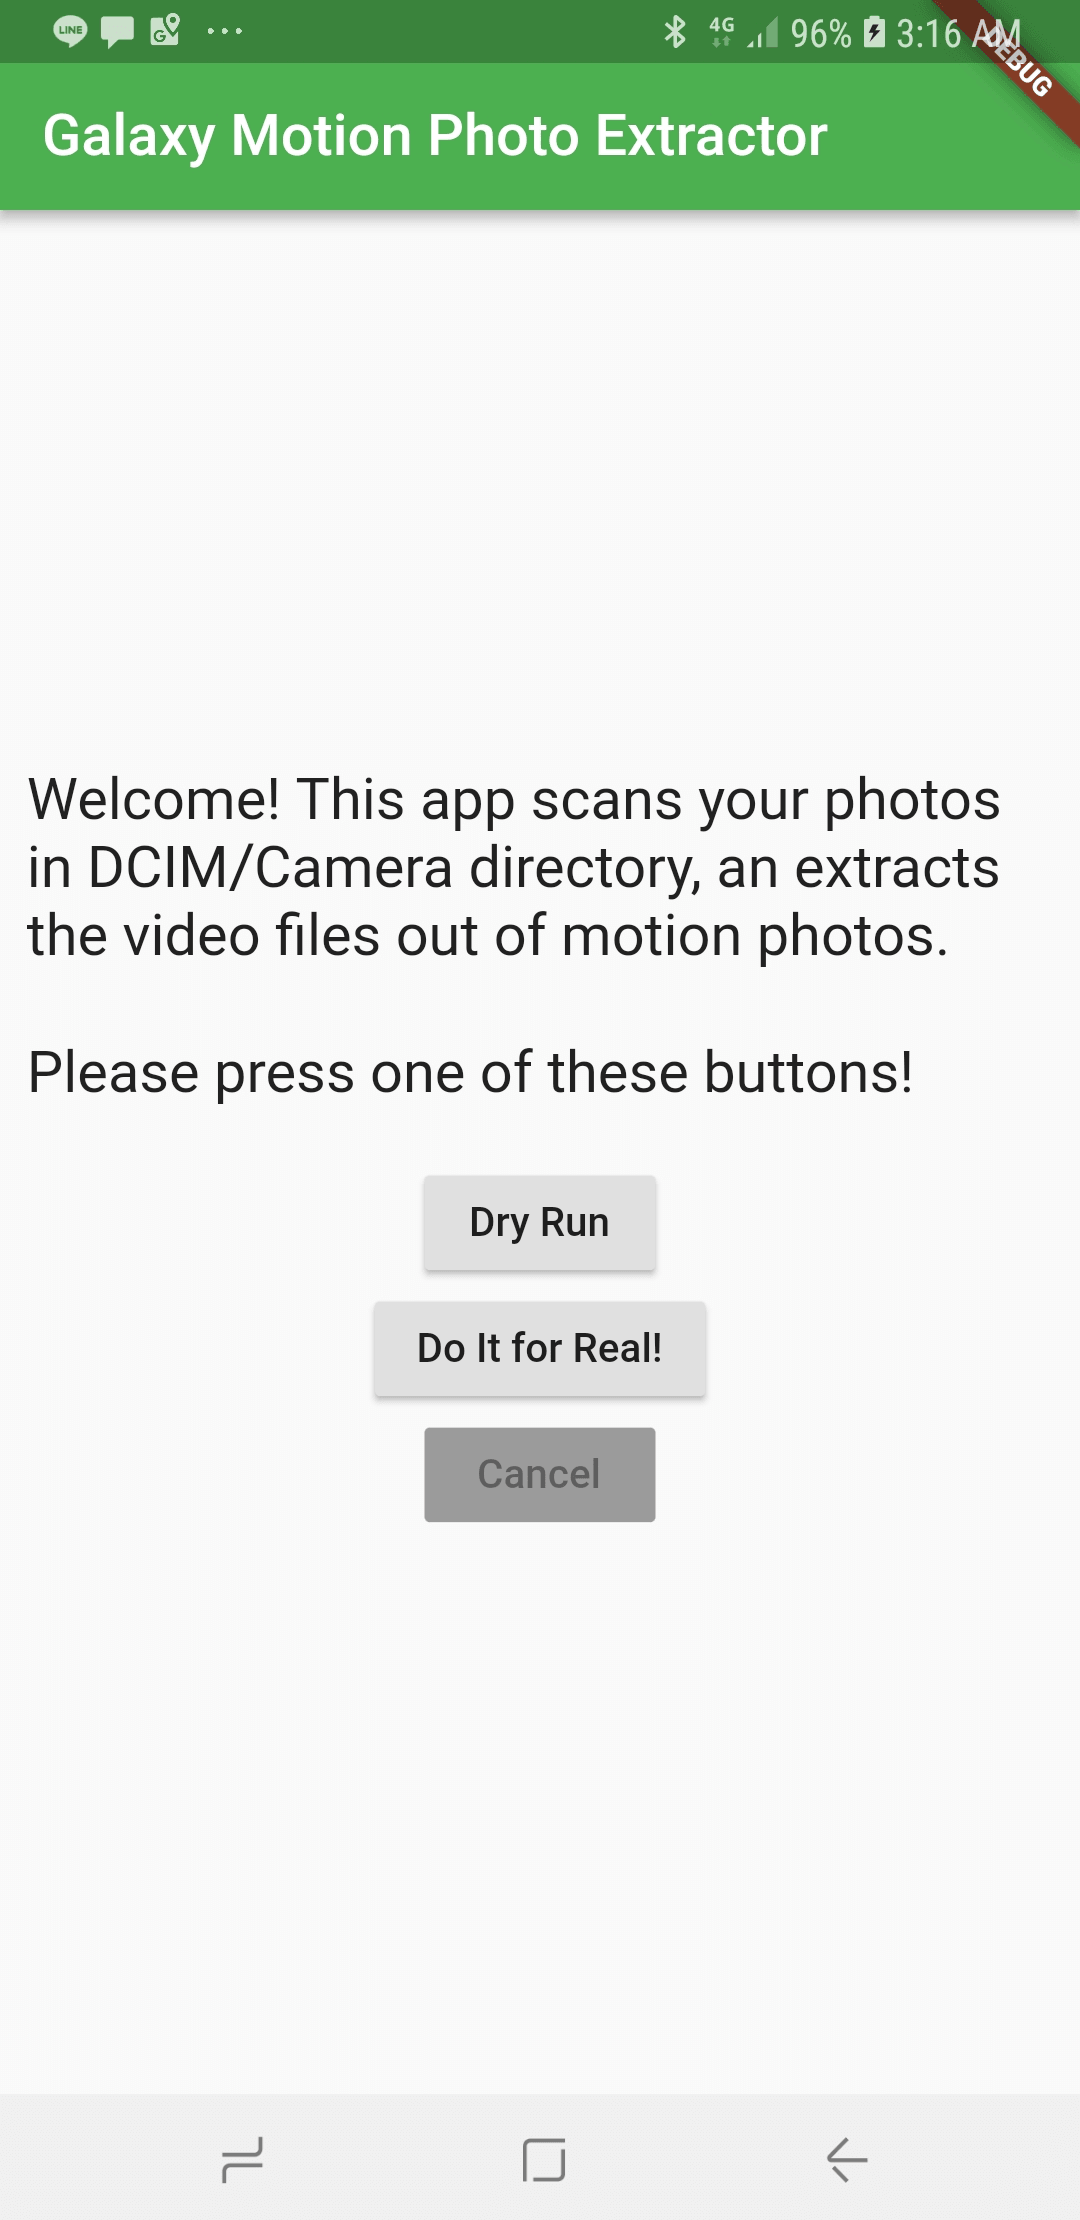 LINE
G
4G 96% 3:16 AM
DEBUG
Galaxy Motion Photo Extractor
Welcome! This app scans your photos
in DCIM/Camera directory, an extracts
the video files out of motion photos.
Please press one of these buttons!
Dry Run
Do It for Real!
Cancel